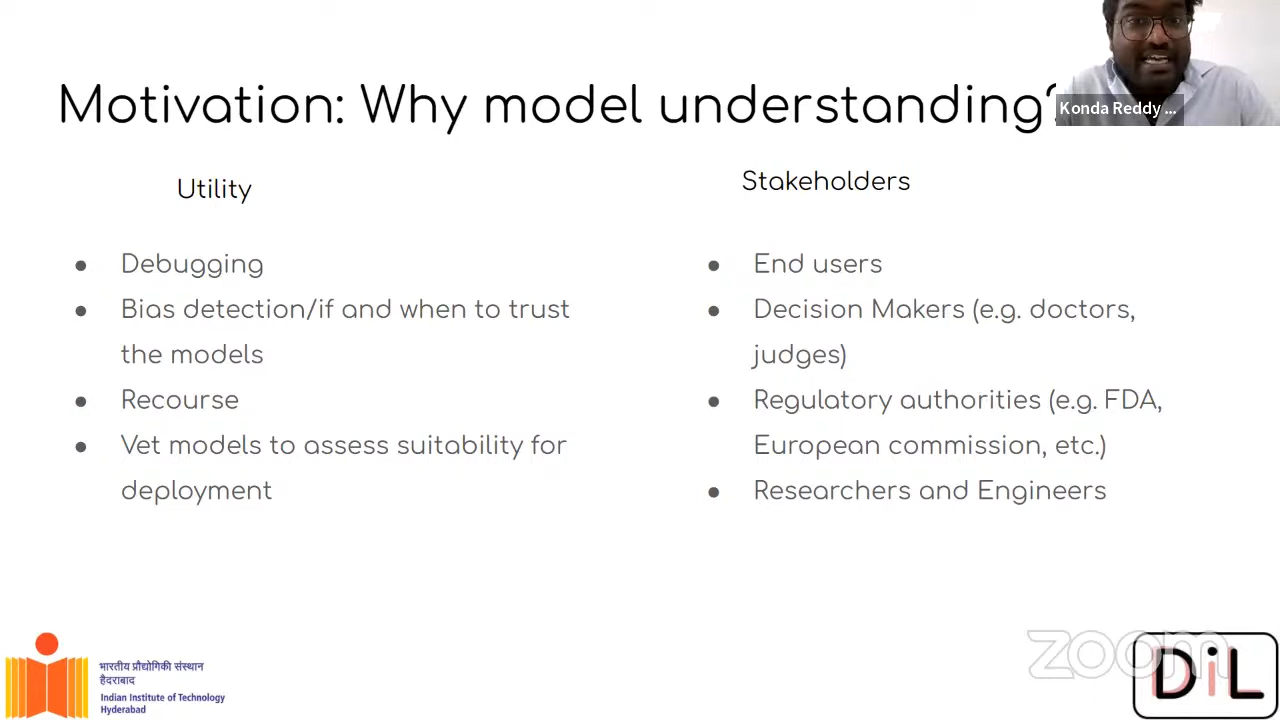 Motivation: Why model understanding?
Konda Reddy ...
Utility
Debugging
Bias detection/if and when to trust
the models
Recourse
Vet models to assess suitability for
deployment
Stakeholders
End users
Decision Makers (e.g. doctors,
judges)
Regulatory authorities (e.g. FDA,
European commission, etc.)
Researchers and Engineers
भारतीय प्रौद्योगिकी संस्थान
हैदराबाद
Indian Institute of Technology
Hyderabad
zoom
DiL